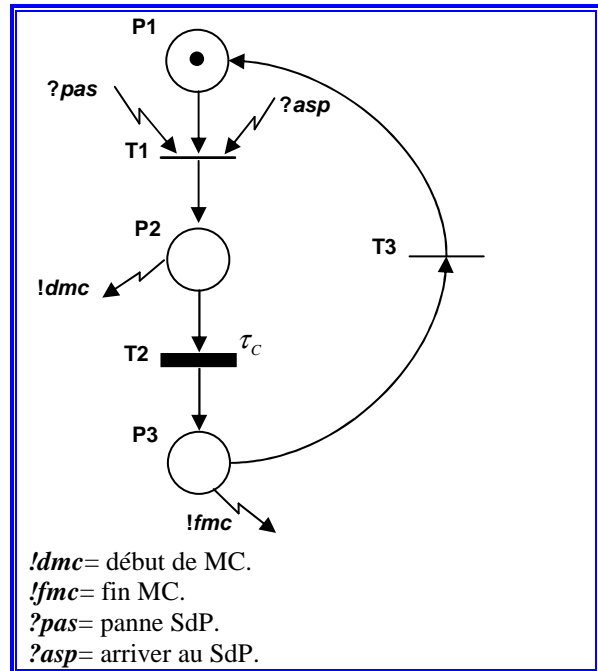 P1
?pas
?asp
T1
P2
T3
!dmc
T2
τC
P3
!fmc
!dmc= début de MC.
!fmc= fin MC.
?pas= panne SdP.
?asp= arriver au SdP.